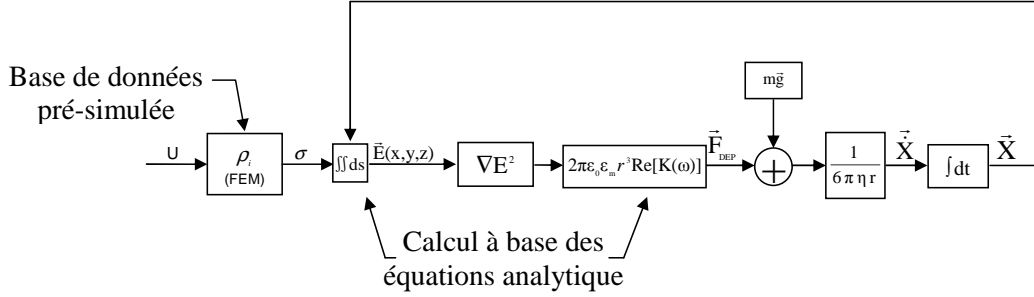 Base de données
pré-simulée
U
ρᵢ
(FEM)
σ
∬ds
E⃗(x,y,z)
∇E²
2πε₀εₘr³Re[K(ω)]
F⃗DEP
mg⃗
+
1
6πηr
Ẋ⃗
∫dt
X⃗
Calcul à base des
équations analytique